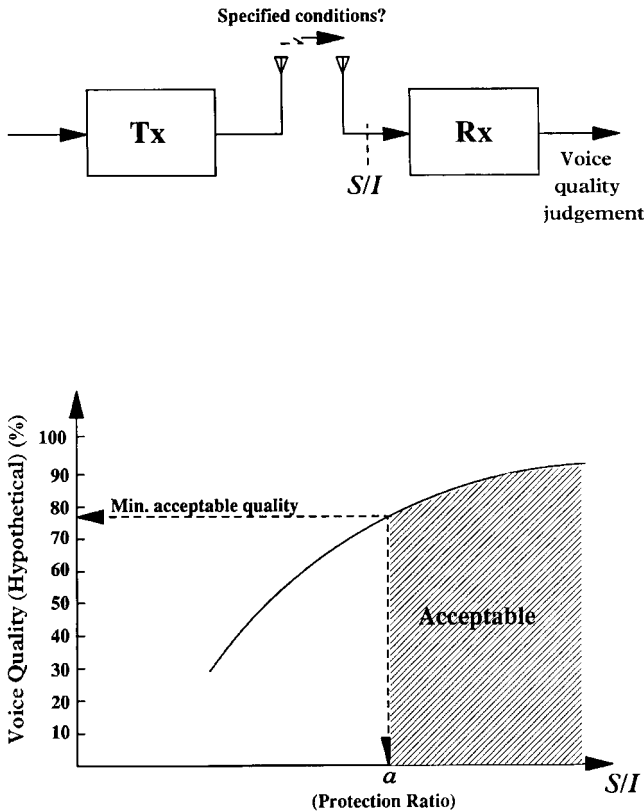 Specified conditions?
Tx
Rx
S/I
Voice
quality
judgement
Voice Quality (Hypothetical) (%)
100
90
80
70
60
50
40
30
20
10
Min. acceptable quality
Acceptable
a
(Protection Ratio)
S/I